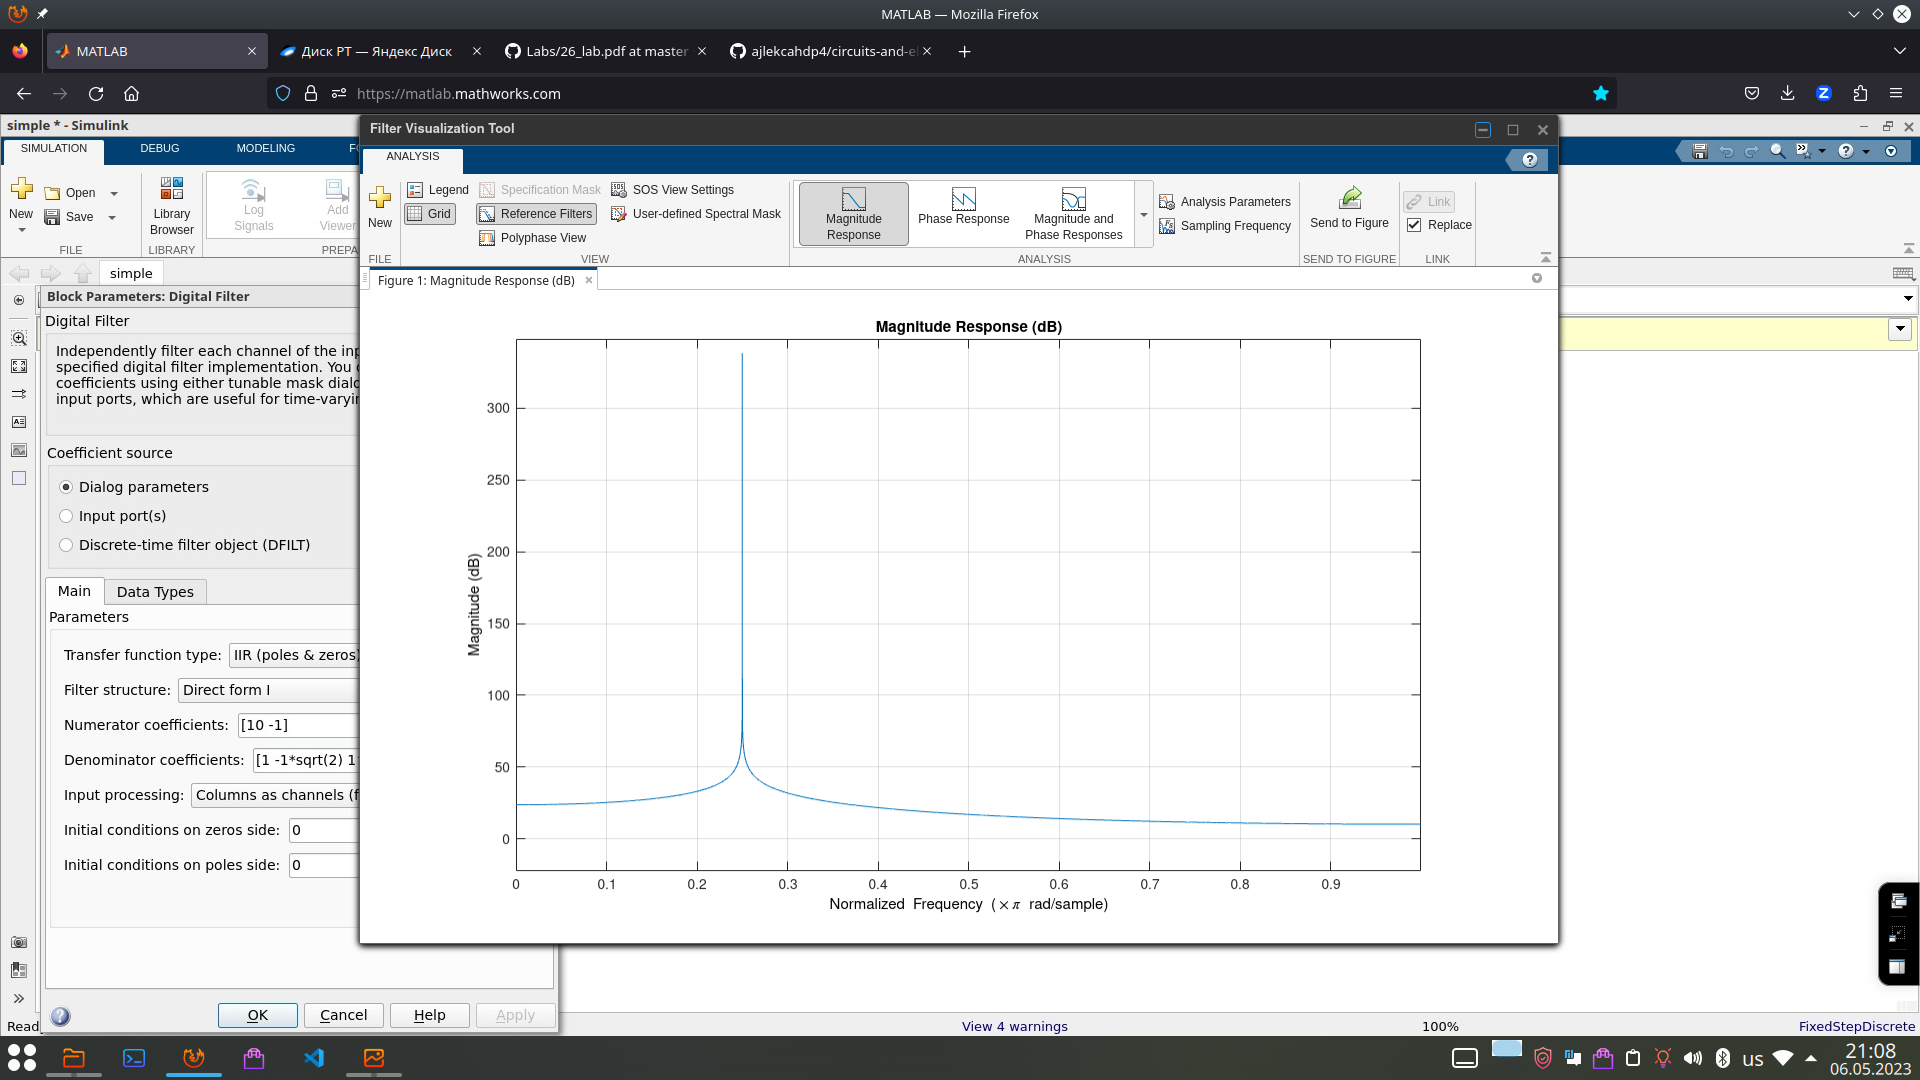 MATLAB — Mozilla Firefox
MATLAB
Диск РТ — Яндекс Диск
Labs/26_lab.pdf at master
ajlekcahdp4/circuits-and-el
https://matlab.mathworks.com
simple * - Simulink
SIMULATION
DEBUG
MODELING
New
Open
Save
FILE
Library
Browser
LIBRARY
Log
Signals
Add
Viewer
PREPA
simple
Block Parameters: Digital Filter
Digital Filter
Independently filter each channel of the inp
specified digital filter implementation. You
coefficients using either tunable mask dialo
input ports, which are useful for time-varyi
Coefficient source
Dialog parameters
Input port(s)
Discrete-time filter object (DFILT)
Main
Data Types
Parameters
Transfer function type: IIR (poles & zeros)
Filter structure: Direct form I
Numerator coefficients: [10 -1]
Denominator coefficients: [1 -1*sqrt(2) 1
Input processing: Columns as channels (f
Initial conditions on zeros side: 0
Initial conditions on poles side: 0
OK
Cancel
Help
Apply
Filter Visualization Tool
ANALYSIS
New
FILE
Legend
Grid
Specification Mask
Reference Filters
Polyphase View
SOS View Settings
User-defined Spectral Mask
VIEW
Magnitude
Response
Phase Response
Magnitude and
Phase Responses
Analysis Parameters
Sampling Frequency
ANALYSIS
Send to Figure
SEND TO FIGURE
Link
Replace
LINK
Figure 1: Magnitude Response (dB)
Magnitude Response (dB)
Magnitude (dB)
300
250
200
150
100
50
0
0 0.1 0.2 0.3 0.4 0.5 0.6 0.7 0.8 0.9
Normalized Frequency (×π rad/sample)
View 4 warnings
100%
FixedStepDiscrete
us
21:08
06.05.2023